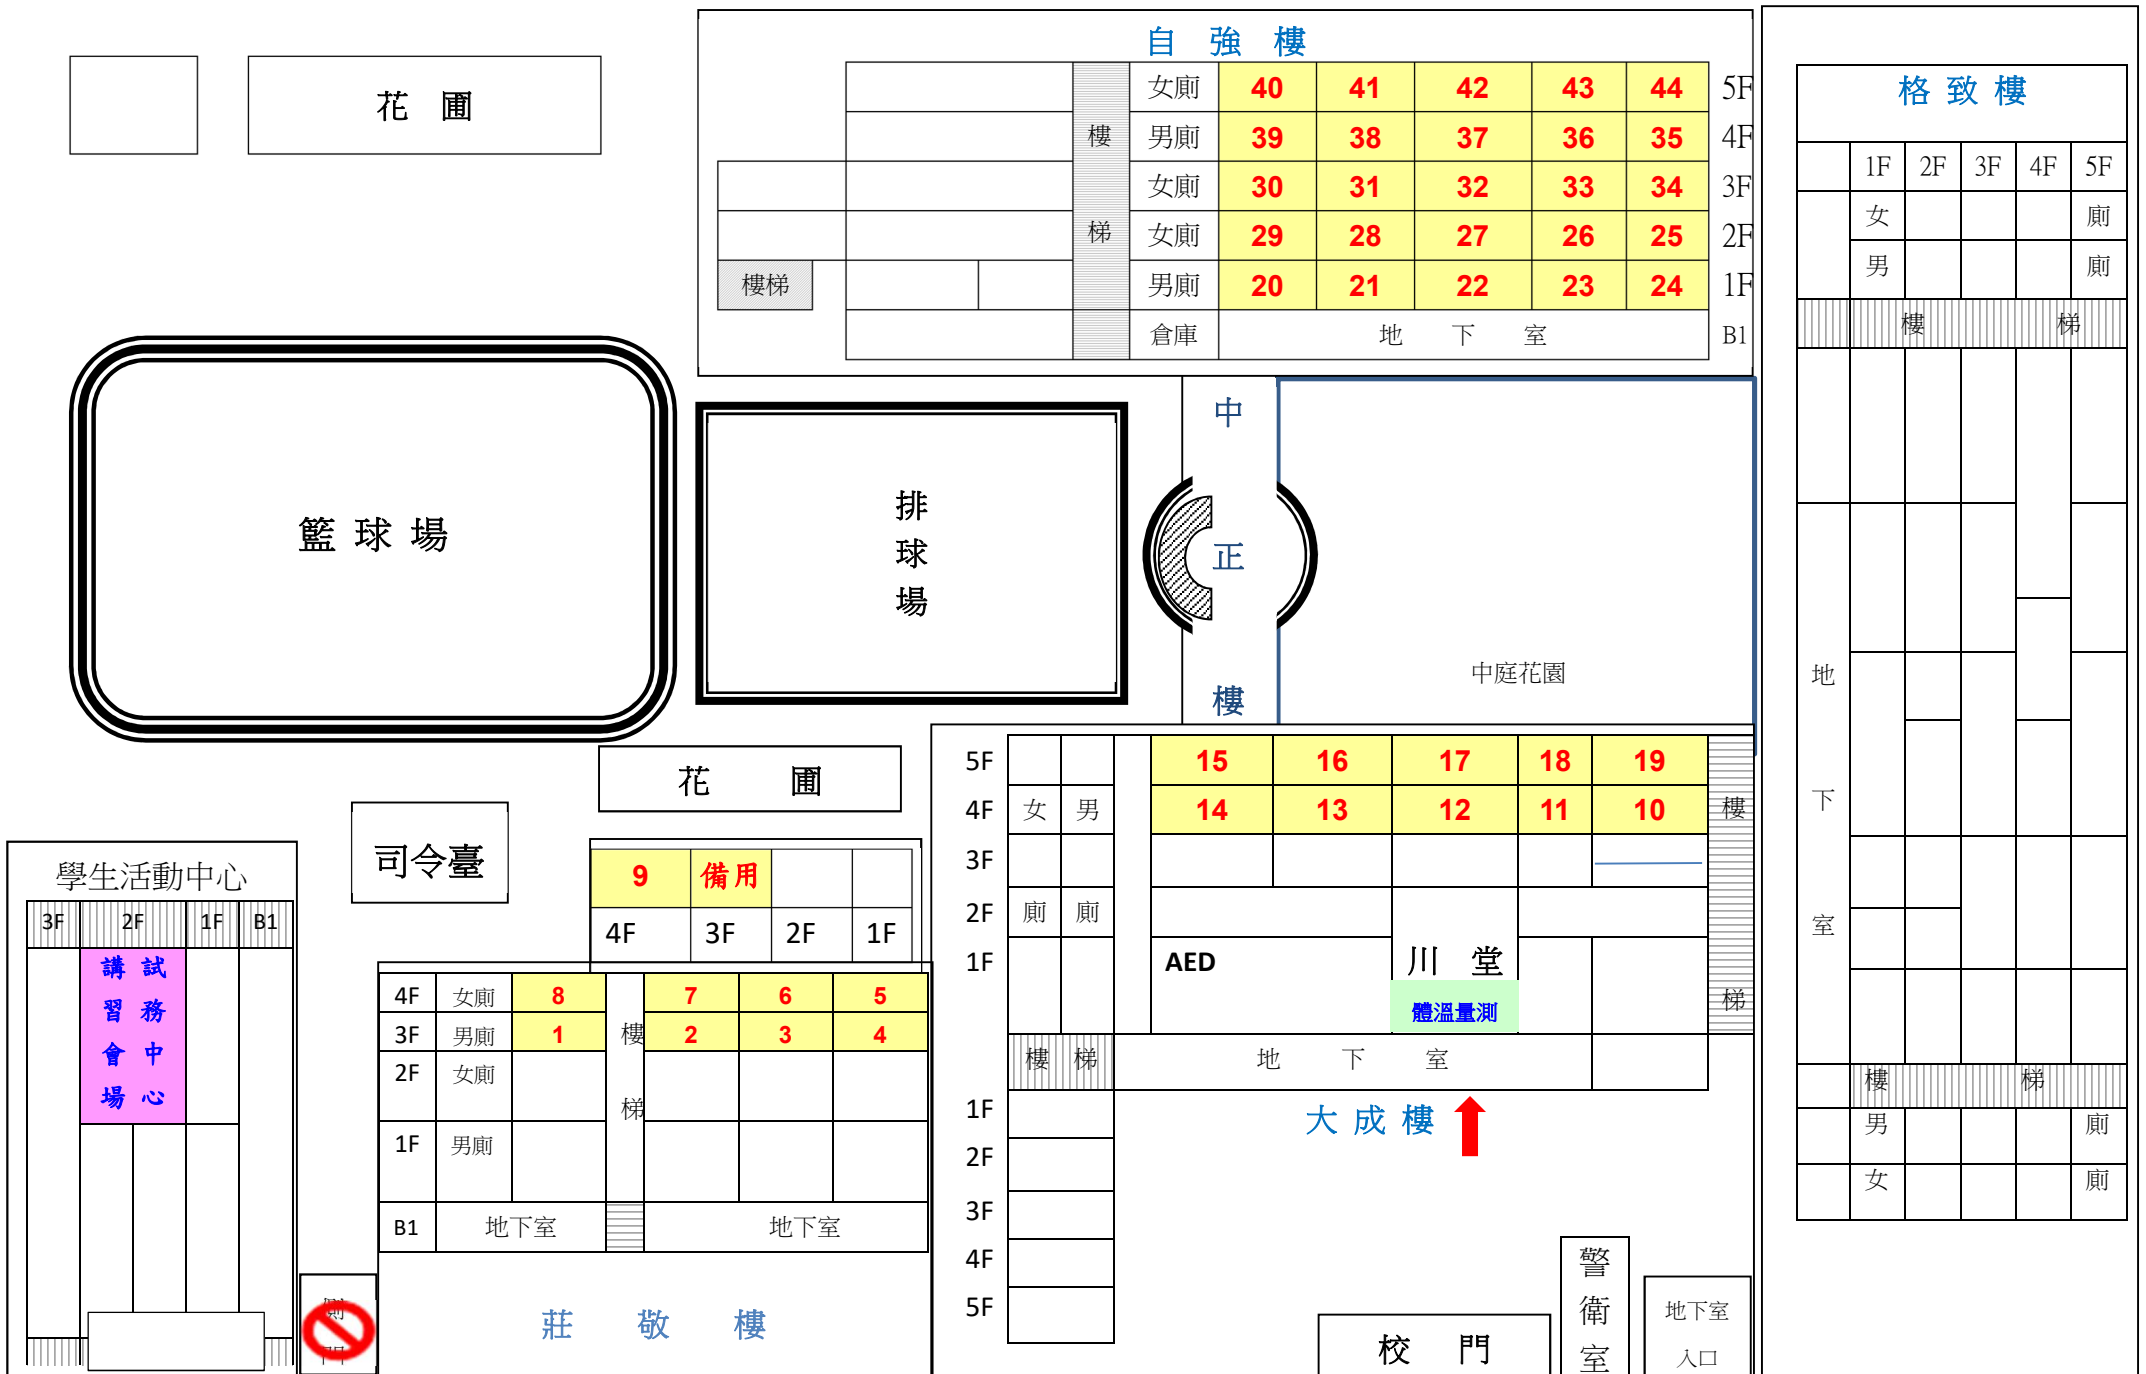 自 強 樓
花 圃
女廁 40 41 42 43 44 5F
樓 男廁 39 38 37 36 35 4F
女廁 30 31 32 33 34 3F
梯 女廁 29 28 27 26 25 2F
樓梯 男廁 20 21 22 23 24 1F
倉庫 地 下 室 B1
格 致 樓
1F 2F 3F 4F 5F
女 廁
男 廁
樓 梯
地
下
室
樓 梯
男 廁
女 廁
籃 球 場
排
球
場
中
正
樓
中庭花園
花 圃
司令臺
5F 15 16 17 18 19
4F 女 男 14 13 12 11 10 樓
3F
2F 廁 廁
1F AED 川 堂
體溫量測 梯
樓 梯 地 下 室
1F
2F
3F
4F
5F
大 成 樓
學生活動中心
3F 2F 1F B1
講 試
習 務
會 中
場 心
9 備用
4F 3F 2F 1F
4F 女廁 8 7 6 5
3F 男廁 1 樓 2 3 4
2F 女廁
梯
1F 男廁
B1 地下室 地下室
莊 敬 樓
校 門
警
衛
室
地下室
入口